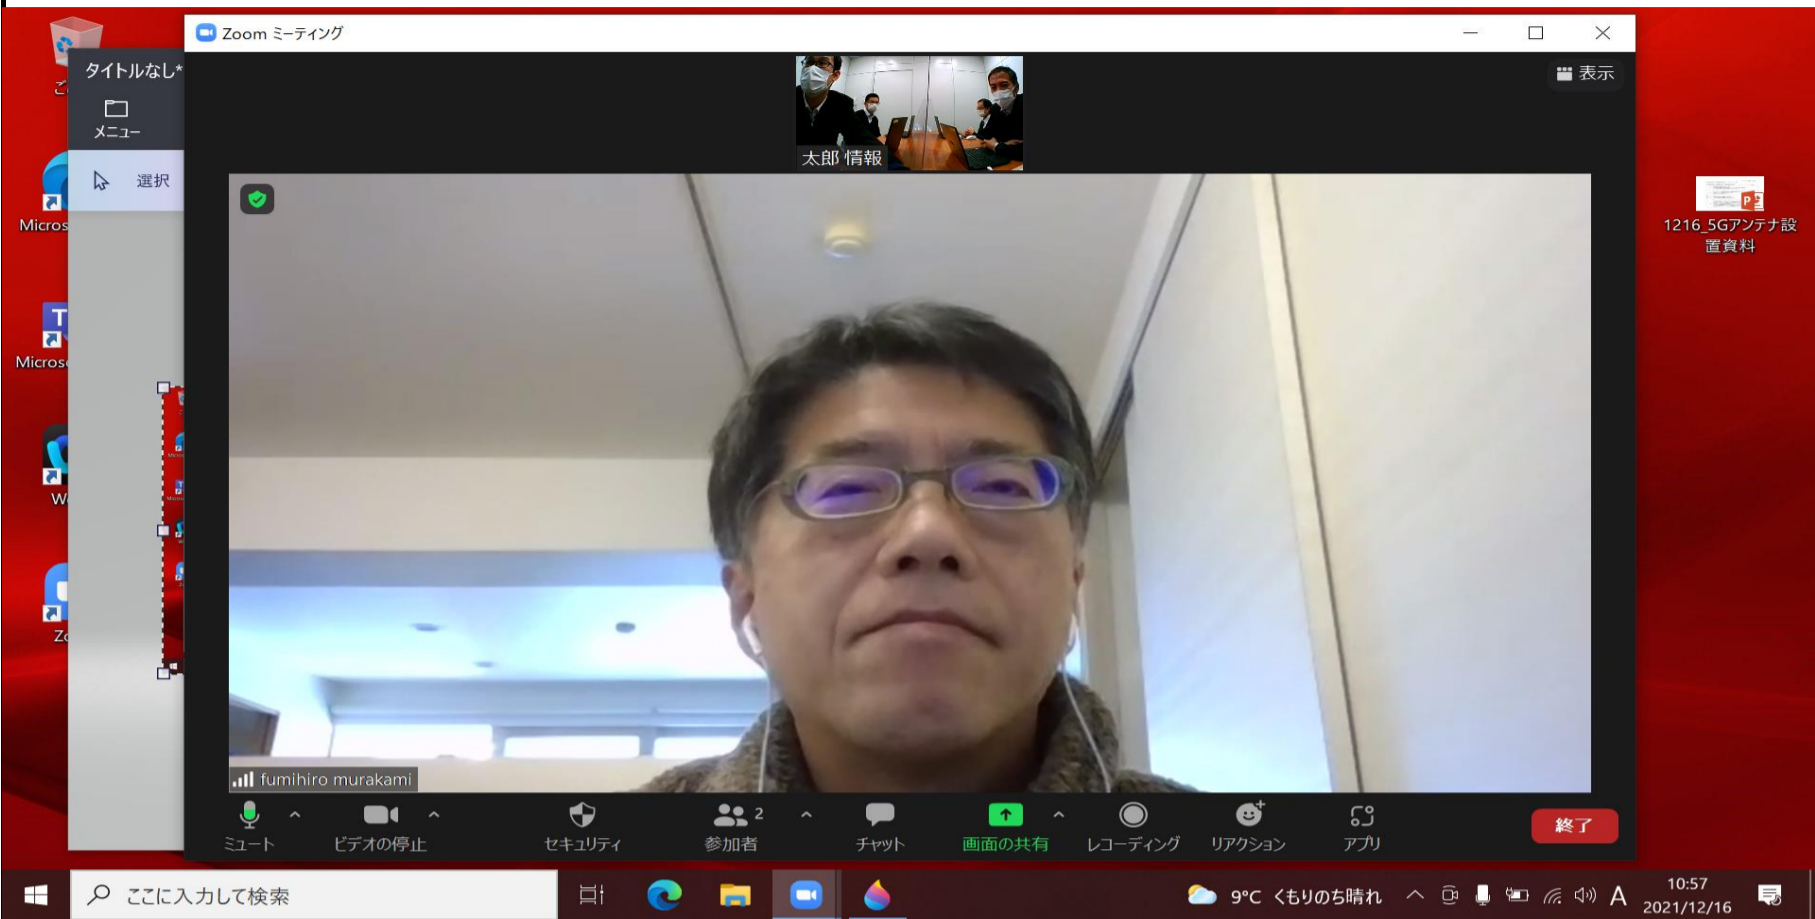 Zoom ミーティング
タイトルなし*
メニュー
選択
表示
太郎 情報
Micros
1216_5Gアンテナ設
置資料
Micros
fumihiro murakami
ミュート
ビデオの停止
セキュリティ
2
参加者
チャット
画面の共有
レコーディング
リアクション
アプリ
終了
ここに入力して検索
9°C くもりのち晴れ
A
10:57
2021/12/16